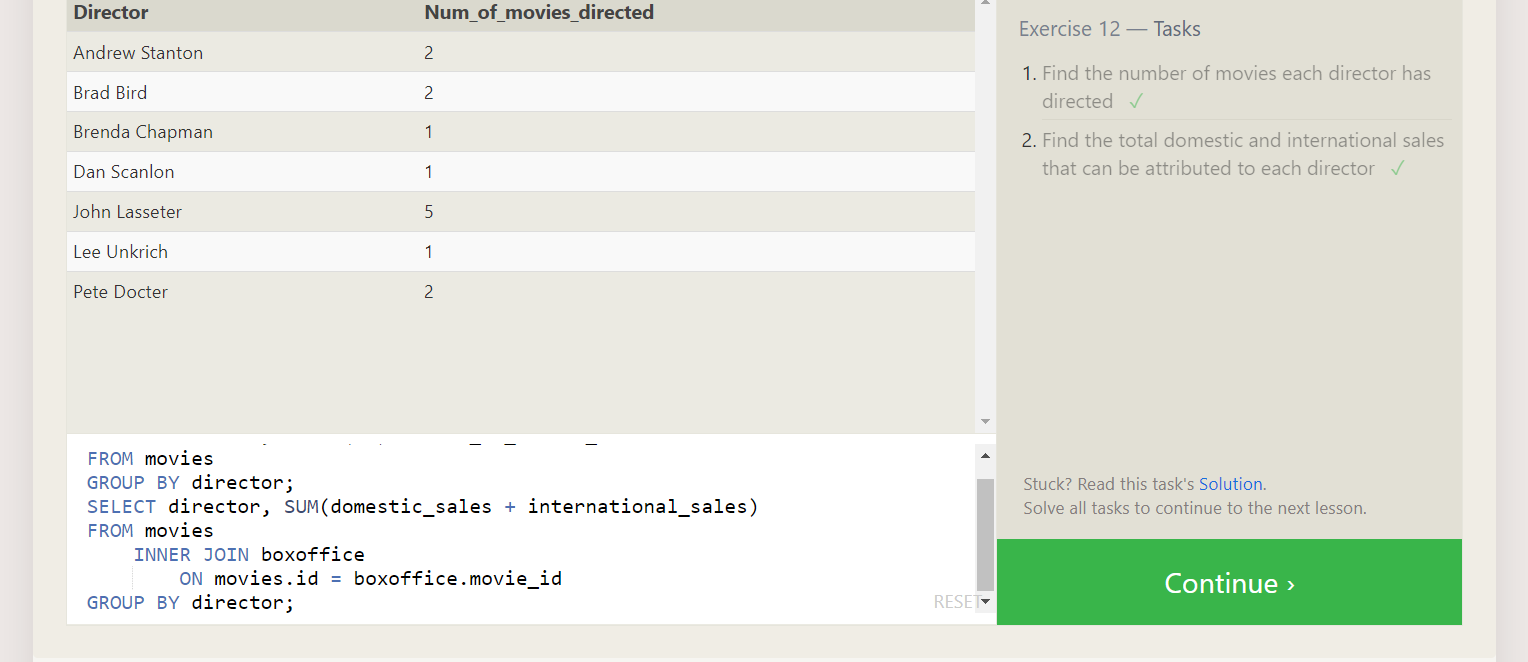 Director Num_of_movies_directed
Andrew Stanton 2
Brad Bird 2
Brenda Chapman 1
Dan Scanlon 1
John Lasseter 5
Lee Unkrich 1
Pete Docter 2
FROM movies
GROUP BY director;
SELECT director, SUM(domestic_sales + international_sales)
FROM movies
INNER JOIN boxoffice
ON movies.id = boxoffice.movie_id
GROUP BY director;
RESET
Exercise 12 — Tasks
1. Find the number of movies each director has
directed ✓
2. Find the total domestic and international sales
that can be attributed to each director ✓
Stuck? Read this task's Solution.
Solve all tasks to continue to the next lesson.
Continue ›